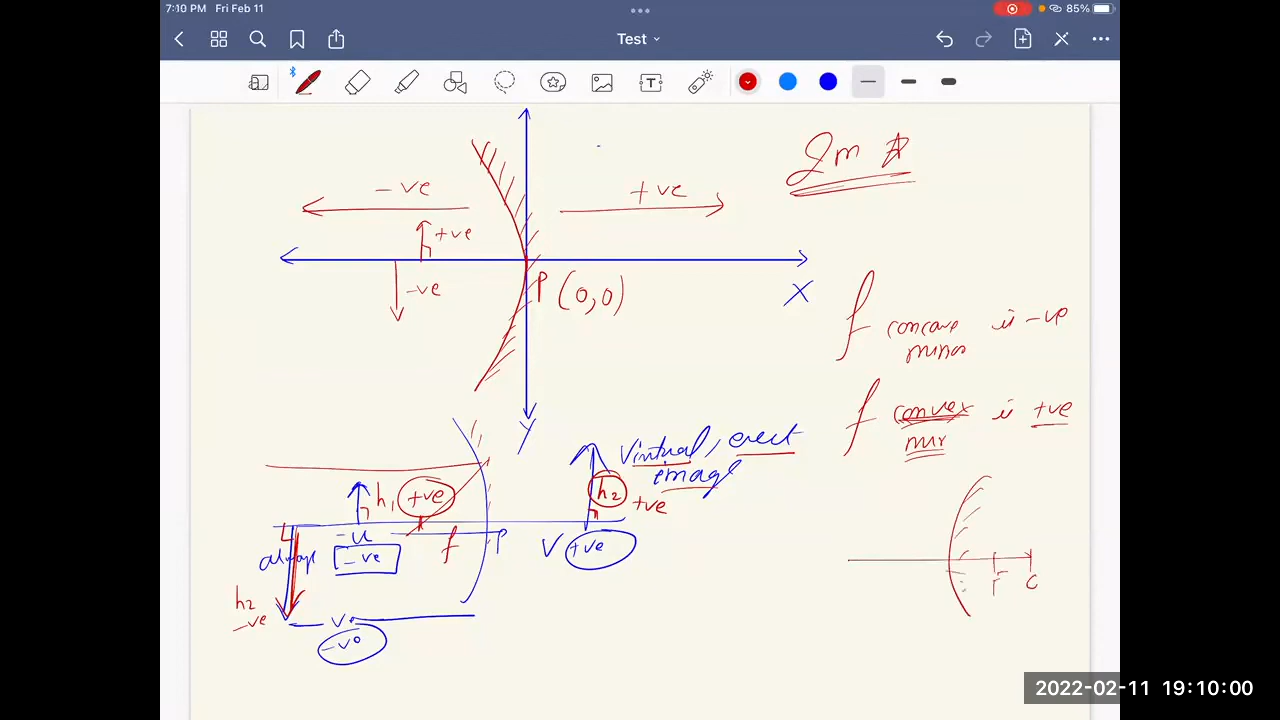 7:10 PM Fri Feb 11
85%
Test
T
Im
-ve
+ve
+ve
-ve
P (0,0)
X
Y
f concave is -ve
mirror
f convex is +ve
mir
Virtual, erect
image
h1 +ve
h2
+ve
-u
f
P
V +ve
always
-ve
h2
-ve
V
F
C
2022-02-11 19:10:00